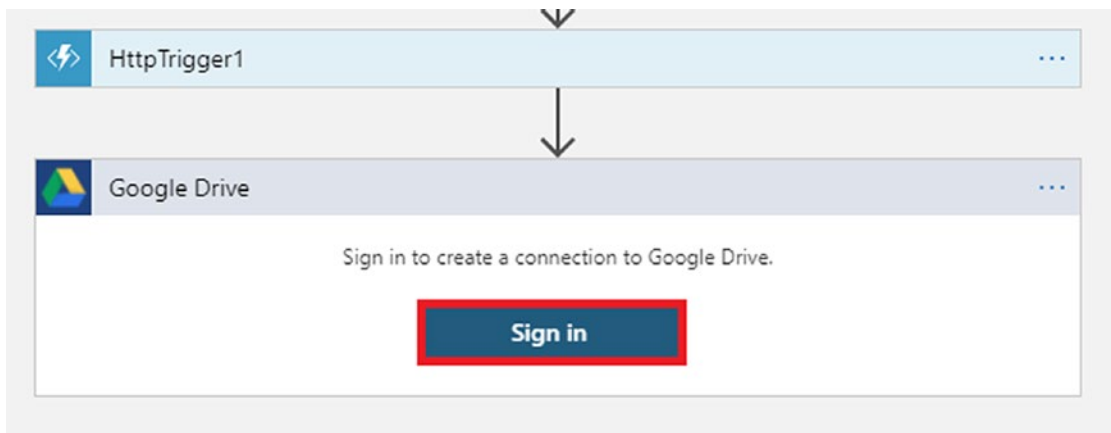 HttpTrigger1
...
Google Drive
...
Sign in to create a connection to Google Drive.
Sign in